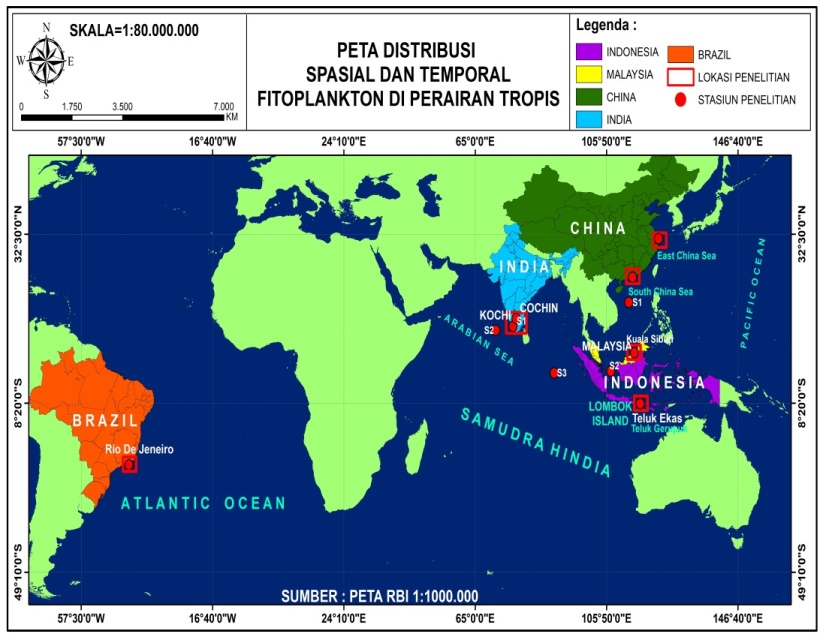 SKALA=1:80.000.000
N
W E
S
0 1.750 3.500 7.000
KM
PETA DISTRIBUSI
SPASIAL DAN TEMPORAL
FITOPLANKTON DI PERAIRAN TROPIS
Legenda :
INDONESIA
MALAYSIA
CHINA
INDIA
BRAZIL
LOKASI PENELITIAN
STASIUN PENELITIAN
57°30'0"W 16°40'0"W 24°10'0"E 65°0'0"E 105°50'0"E 146°40'0"E
32°30'0"N
8°20'0"S
49°10'0"S
32°30'0"N
8°20'0"S
49°10'0"S
CHINA
East China Sea
INDIA
South China Sea
S1
COCHIN
KOCHI
S1
S2
ARABIAN SEA
PACIFIC OCEAN
Kuala Sibuti
MALAYSIA
S2
S3
INDONESIA
LOMBOK
ISLAND
Teluk Ekas
Teluk Gerupuk
BRAZIL
Rio De Jeneiro
SAMUDRA HINDIA
ATLANTIC OCEAN
SUMBER : PETA RBI 1:1000.000
57°30'0"W 16°40'0"W 24°10'0"E 65°0'0"E 105°50'0"E 146°40'0"E